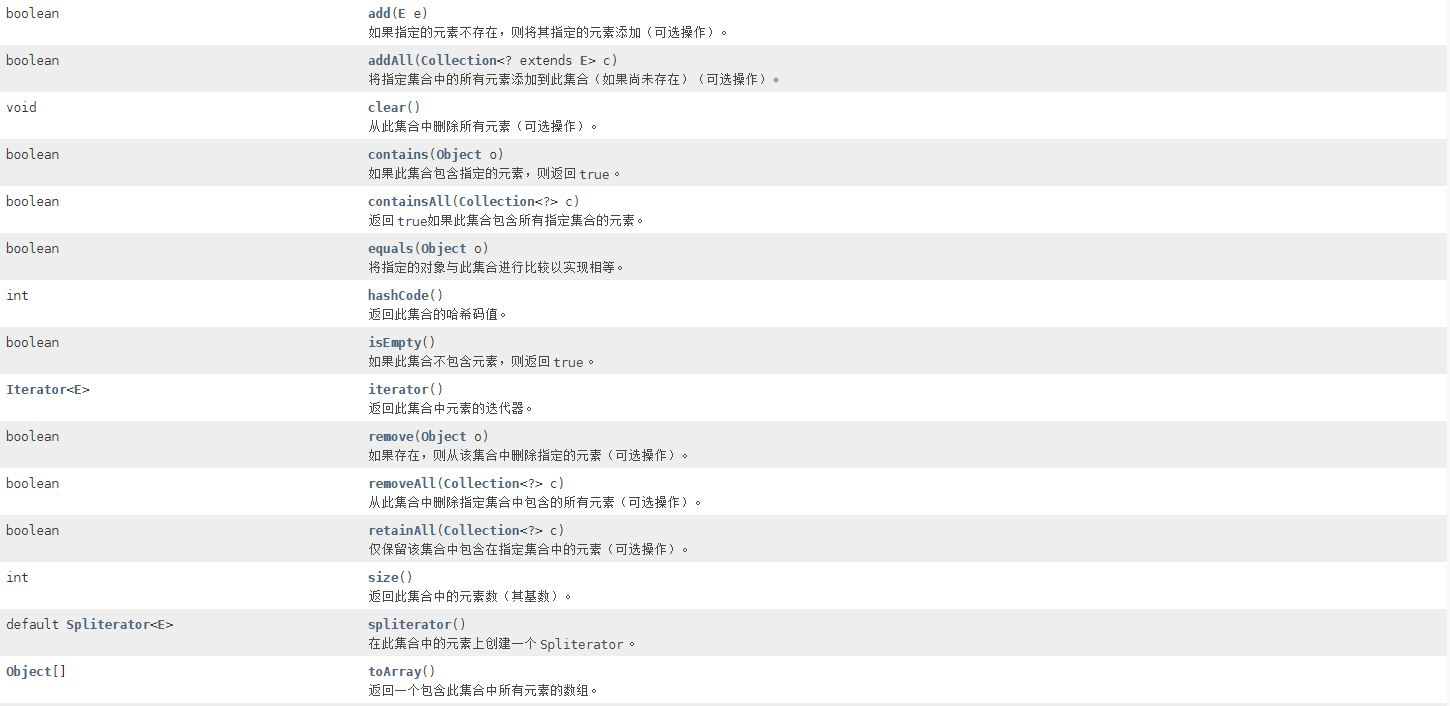 boolean add(E e)
如果指定的元素不存在，则将其指定的元素添加（可选操作）。
boolean addAll(Collection<? extends E> c)
将指定集合中的所有元素添加到此集合（如果尚未存在）（可选操作）。
void clear()
从此集合中删除所有元素（可选操作）。
boolean contains(Object o)
如果此集合包含指定的元素，则返回 true 。
boolean containsAll(Collection<?> c)
返回 true如果此集合包含所有指定集合的元素。
boolean equals(Object o)
将指定的对象与此集合进行比较以实现相等。
int hashCode()
返回此集合的哈希码值。
boolean isEmpty()
如果此集合不包含元素，则返回 true 。
Iterator<E> iterator()
返回此集合中元素的迭代器。
boolean remove(Object o)
如果存在，则从该集合中删除指定的元素（可选操作）。
boolean removeAll(Collection<?> c)
从此集合中删除指定集合中包含的所有元素（可选操作）。
boolean retainAll(Collection<?> c)
仅保留该集合中包含在指定集合中的元素（可选操作）。
int size()
返回此集合中的元素数（其基数）。
default Spliterator<E> spliterator()
在此集合中的元素上创建一个 Spliterator 。
Object[] toArray()
返回一个包含此集合中所有元素的数组。